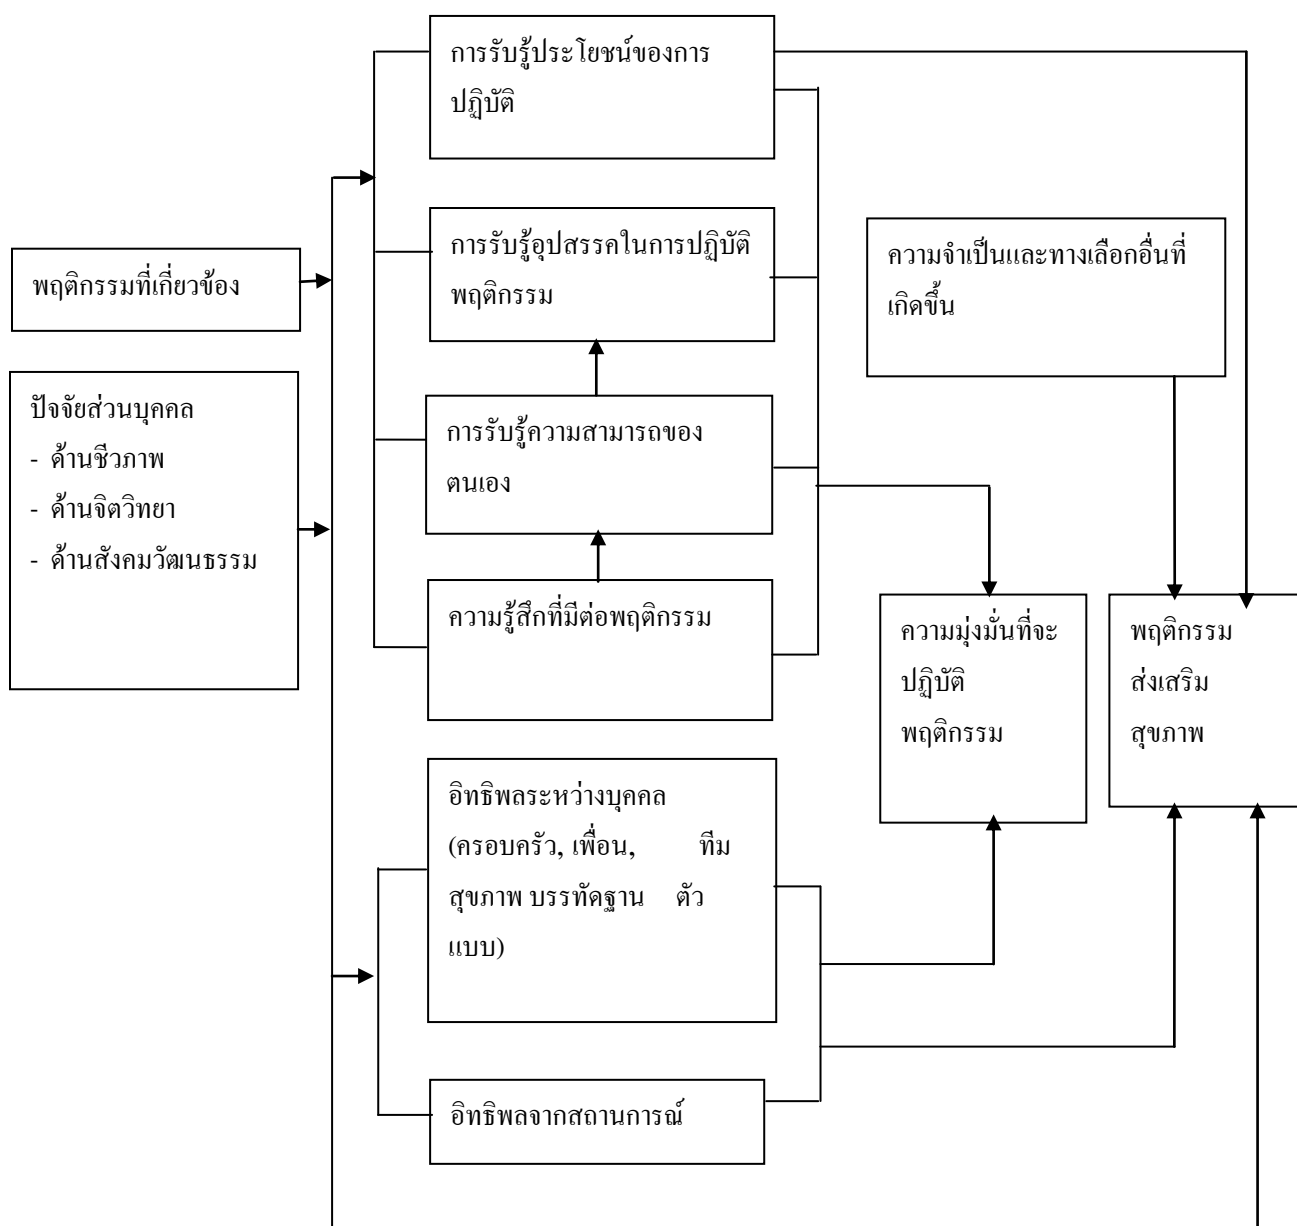 การรับรู้ประโยชน์ของการ
ปฏิบัติ
การรับรู้อุปสรรคในการปฏิบัติ
พฤติกรรม
ความจำเป็นและทางเลือกอื่นที่
เกิดขึ้น
พฤติกรรมที่เกี่ยวข้อง
ปัจจัยส่วนบุคคล
- ด้านชีวภาพ
- ด้านจิตวิทยา
- ด้านสังคมวัฒนธรรม
การรับรู้ความสามารถของ
ตนเอง
ความรู้สึกที่มีต่อพฤติกรรม
ความมุ่งมั่นที่จะ
ปฏิบัติ
พฤติกรรม
พฤติกรรม
ส่งเสริม
สุขภาพ
อิทธิพลระหว่างบุคคล
(ครอบครัว, เพื่อน, ทีม
สุขภาพ บรรทัดฐาน ตัว
แบบ)
อิทธิพลจากสถานการณ์